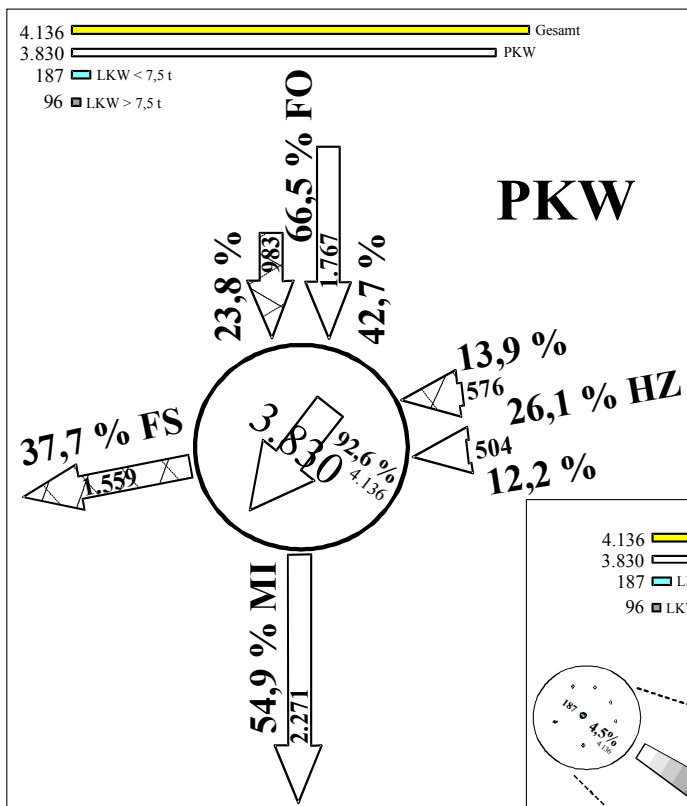 4.136 Gesamt
3.830 PKW
187 LKW < 7,5 t
96 LKW > 7,5 t
PKW
66,5 % FO
23,8 %
983
1.767
42,7 %
13,9 %
576
26,1 % HZ
504
12,2 %
37,7 % FS
1.559
3.830
92,6 %
4.136
54,9 % MI
2.271
4.136
3.830
187 L
96 LK
187
4,5%
4.136